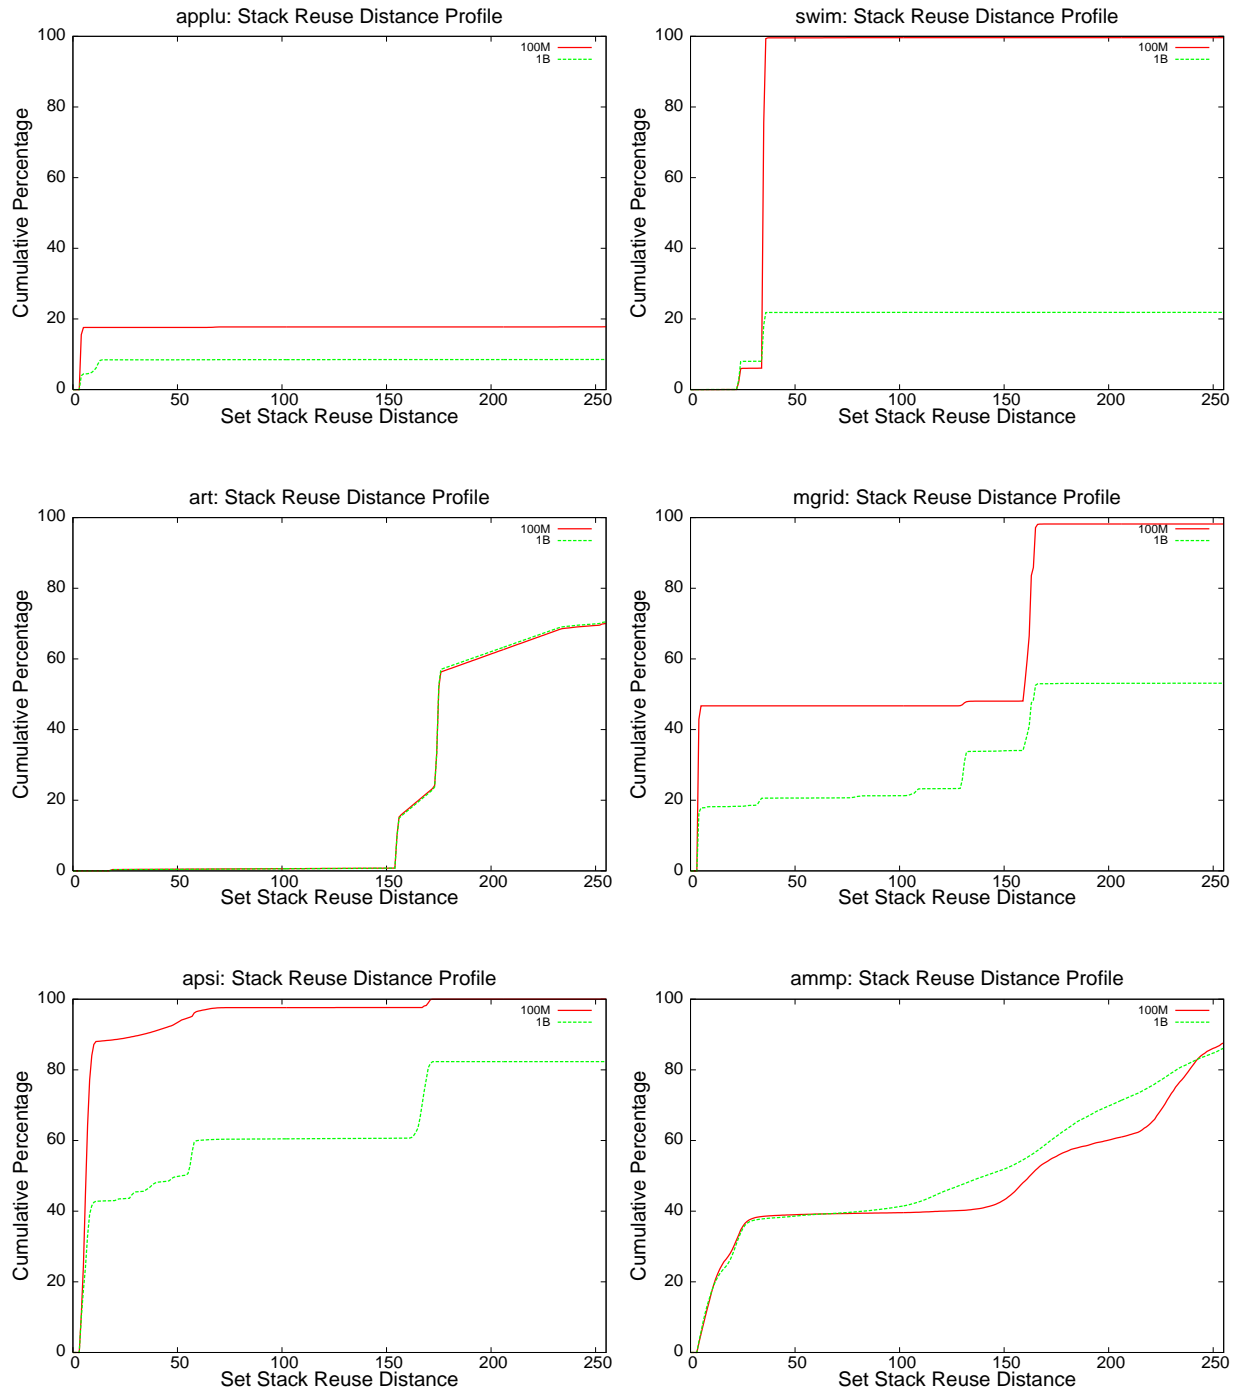 applu: Stack Reuse Distance Profile
100
80
60
40
20
0
Cumulative Percentage
100M
1B
0 50 100 150 200 250
Set Stack Reuse Distance
swim: Stack Reuse Distance Profile
100
80
60
40
20
0
Cumulative Percentage
100M
1B
0 50 100 150 200 250
Set Stack Reuse Distance
art: Stack Reuse Distance Profile
100
80
60
40
20
0
Cumulative Percentage
100M
1B
0 50 100 150 200 250
Set Stack Reuse Distance
mgrid: Stack Reuse Distance Profile
100
80
60
40
20
0
Cumulative Percentage
100M
1B
0 50 100 150 200 250
Set Stack Reuse Distance
apsi: Stack Reuse Distance Profile
100
80
60
40
20
0
Cumulative Percentage
100M
1B
0 50 100 150 200 250
Set Stack Reuse Distance
ammp: Stack Reuse Distance Profile
100
80
60
40
20
0
Cumulative Percentage
100M
1B
0 50 100 150 200 250
Set Stack Reuse Distance